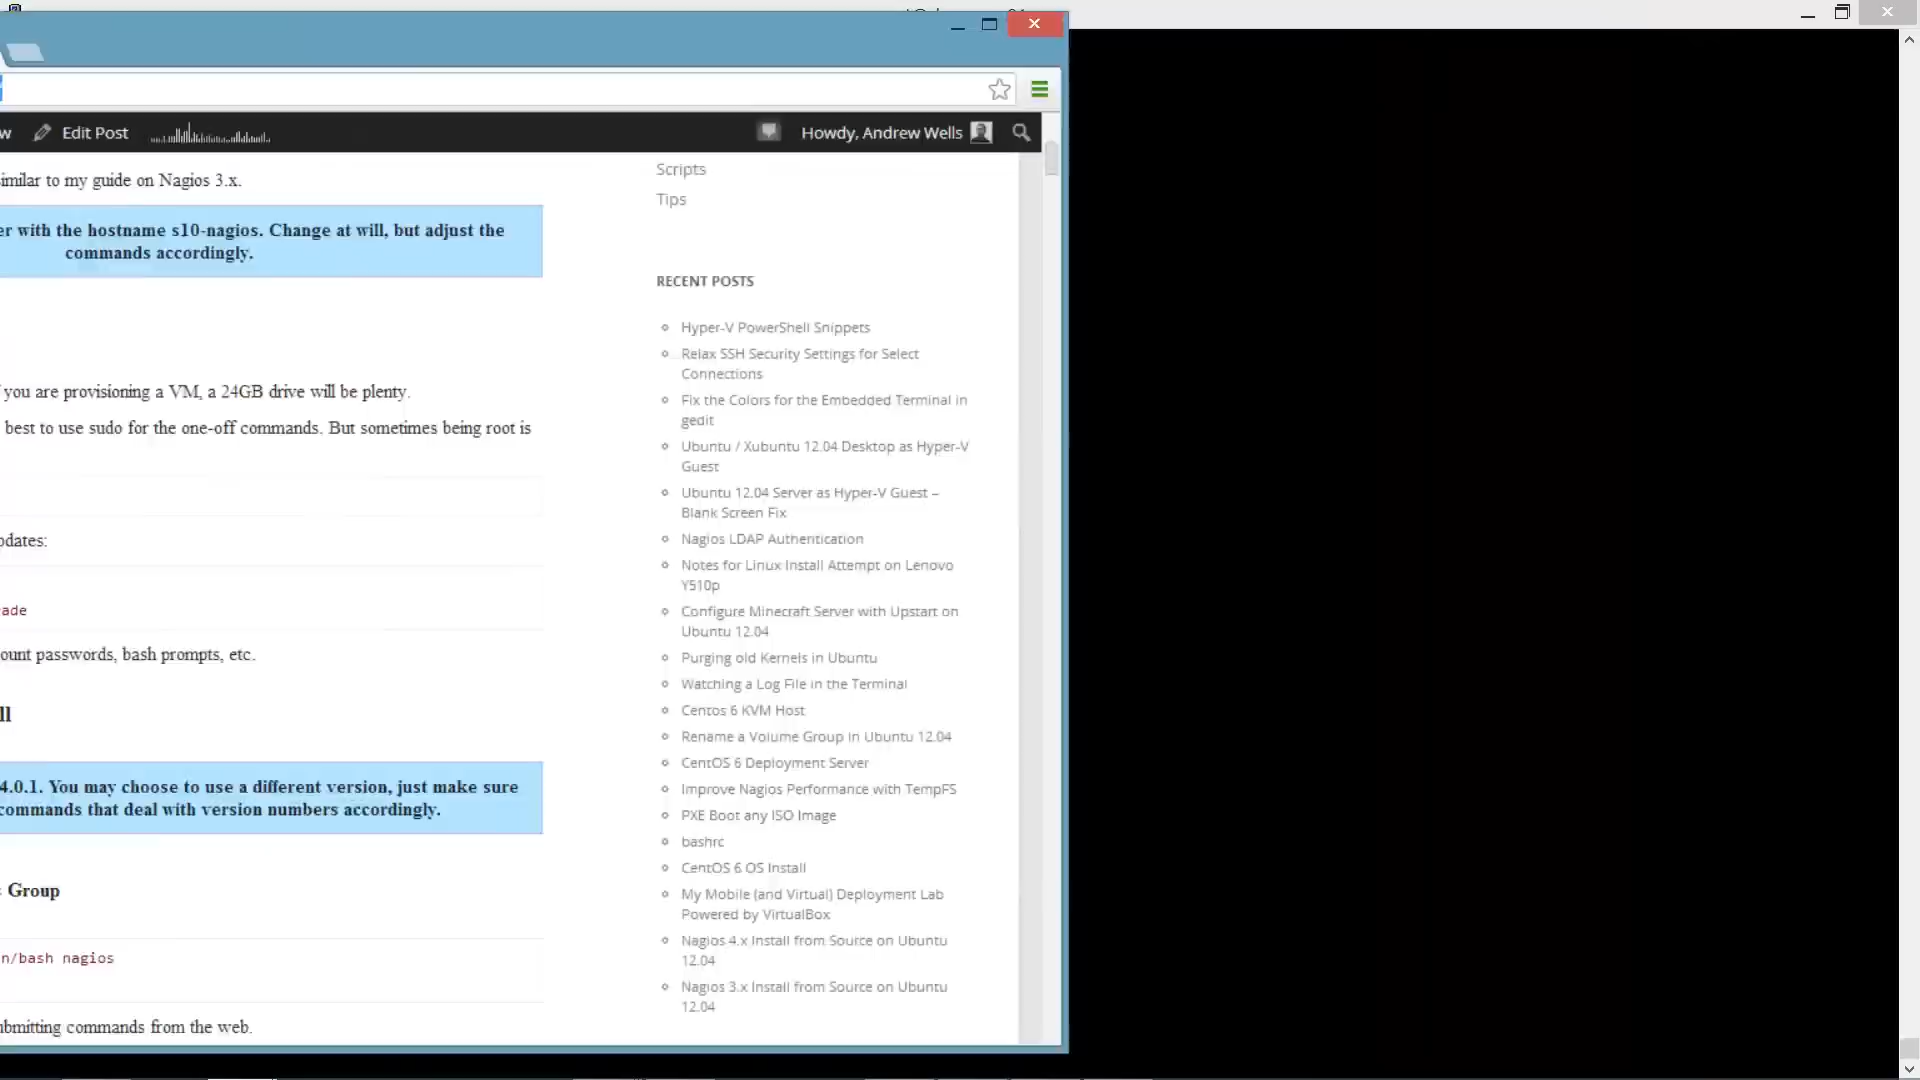 Edit Post
Howdy, Andrew Wells
similar to my guide on Nagios 3.x.
with the hostname s10-nagios. Change at will, but adjust the
commands accordingly.
you are provisioning a VM, a 24GB drive will be plenty.
best to use sudo for the one-off commands. But sometimes being root is
pdates:
ade
ount passwords, bash prompts, etc.
ll
4.0.1. You may choose to use a different version, just make sure
commands that deal with version numbers accordingly.
Group
n/bash nagios
ubmitting commands from the web.
Scripts
Tips
RECENT POSTS
Hyper-V PowerShell Snippets
Relax SSH Security Settings for Select
Connections
Fix the Colors for the Embedded Terminal in
gedit
Ubuntu / Xubuntu 12.04 Desktop as Hyper-V
Guest
Ubuntu 12.04 Server as Hyper-V Guest –
Blank Screen Fix
Nagios LDAP Authentication
Notes for Linux Install Attempt on Lenovo
Y510p
Configure Minecraft Server with Upstart on
Ubuntu 12.04
Purging old Kernels in Ubuntu
Watching a Log File in the Terminal
Centos 6 KVM Host
Rename a Volume Group in Ubuntu 12.04
CentOS 6 Deployment Server
Improve Nagios Performance with TempFS
PXE Boot any ISO Image
bashrc
CentOS 6 OS Install
My Mobile (and Virtual) Deployment Lab
Powered by VirtualBox
Nagios 4.x Install from Source on Ubuntu
12.04
Nagios 3.x Install from Source on Ubuntu
12.04